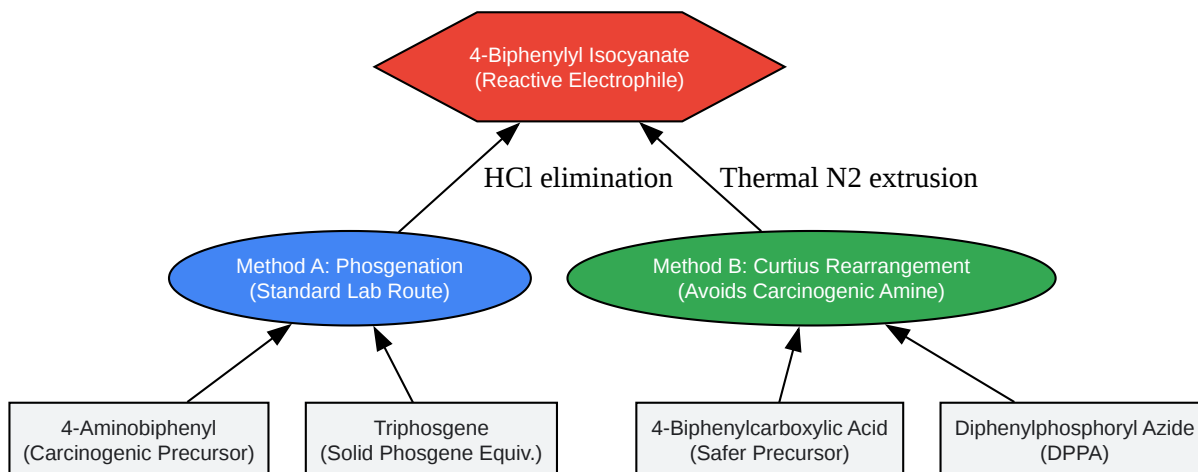 4-Biphenylyl Isocyanate
(Reactive Electrophile)
HCl elimination
Thermal N2 extrusion
Method A: Phosgenation
(Standard Lab Route)
Method B: Curtius Rearrangement
(Avoids Carcinogenic Amine)
4-Aminobiphenyl
(Carcinogenic Precursor)
Triphosgene
(Solid Phosgene Equiv.)
4-Biphenylcarboxylic Acid
(Safer Precursor)
Diphenylphosphoryl Azide
(DPPA)